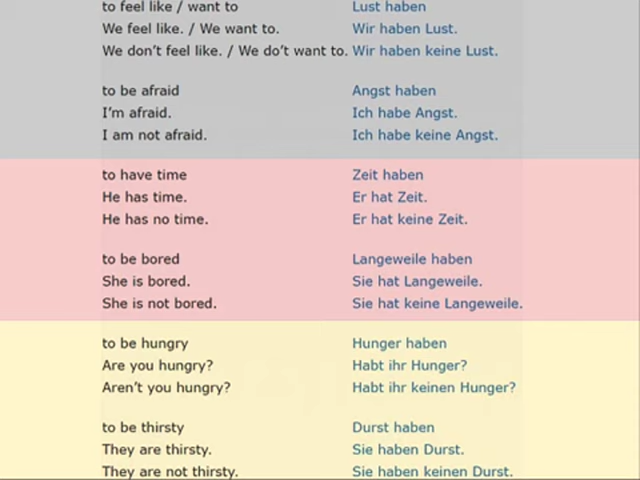 to feel like / want to Lust haben
We feel like. / We want to. Wir haben Lust.
We don't feel like. / We do't want to. Wir haben keine Lust.
to be afraid Angst haben
I'm afraid. Ich habe Angst.
I am not afraid. Ich habe keine Angst.
to have time Zeit haben
He has time. Er hat Zeit.
He has no time. Er hat keine Zeit.
to be bored Langeweile haben
She is bored. Sie hat Langeweile.
She is not bored. Sie hat keine Langeweile.
to be hungry Hunger haben
Are you hungry? Habt ihr Hunger?
Aren't you hungry? Habt ihr keinen Hunger?
to be thirsty Durst haben
They are thirsty. Sie haben Durst.
They are not thirsty. Sie haben keinen Durst.